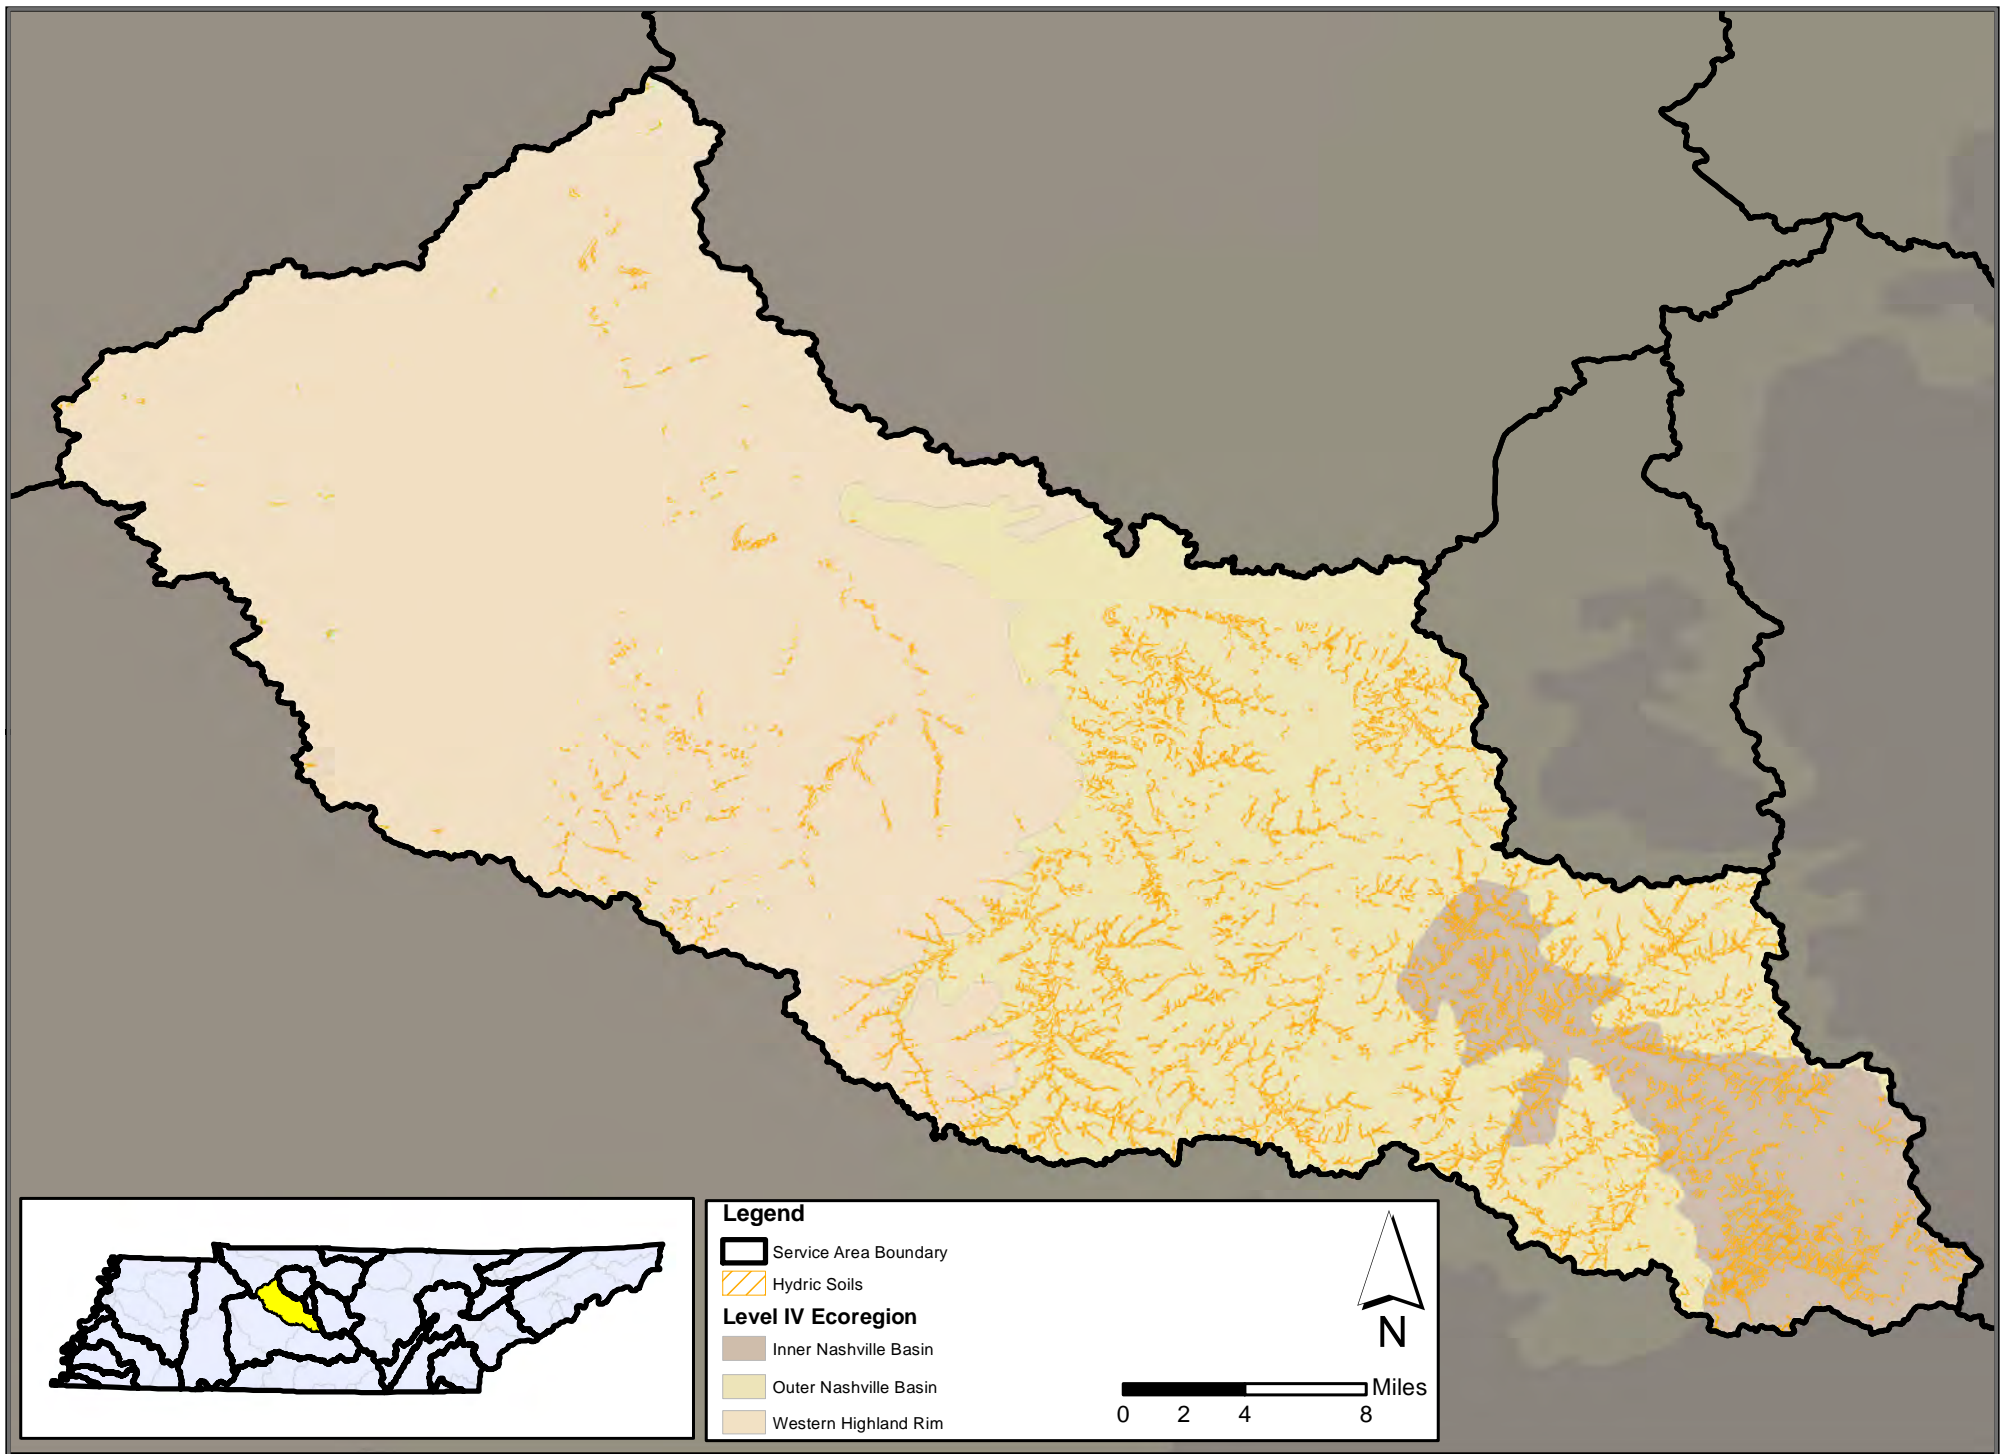 Legend
Service Area Boundary
Hydric Soils
Level IV Ecoregion
Inner Nashville Basin
Outer Nashville Basin
Western Highland Rim
N
Miles
0 2 4 8